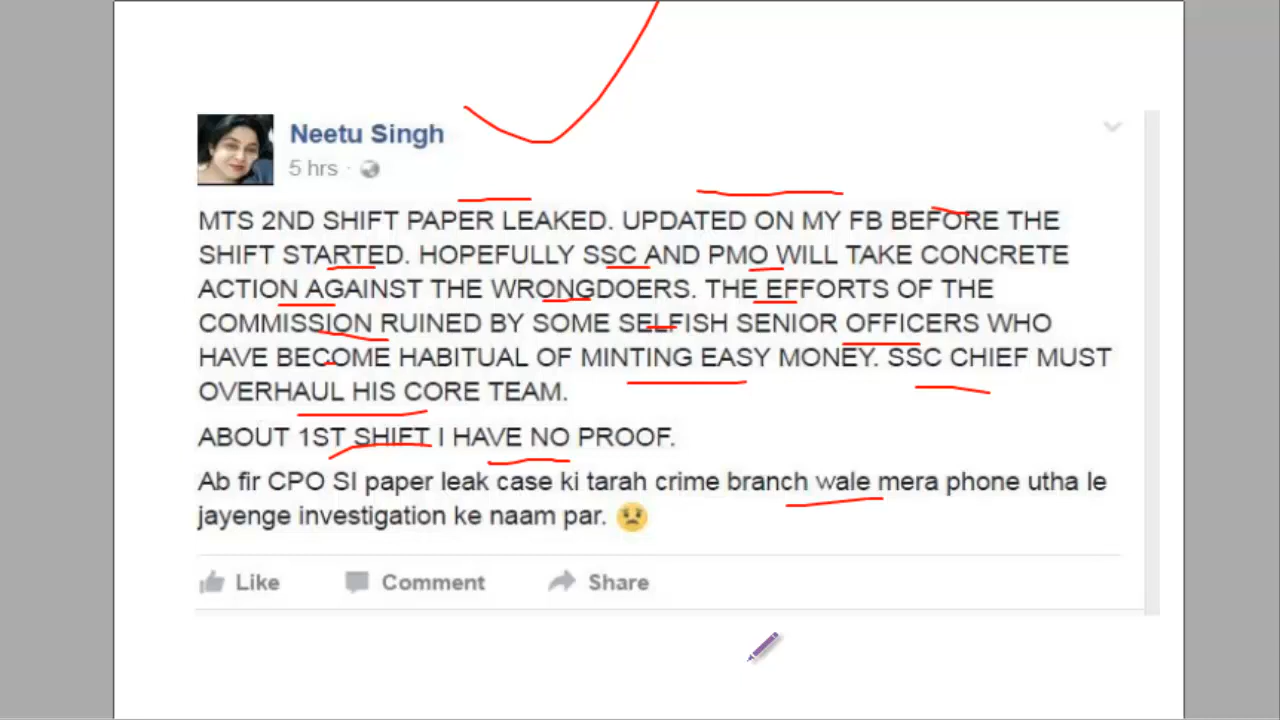 Neetu Singh
5 hrs ·
MTS 2ND SHIFT PAPER LEAKED. UPDATED ON MY FB BEFORE THE
SHIFT STARTED. HOPEFULLY SSC AND PMO WILL TAKE CONCRETE
ACTION AGAINST THE WRONGDOERS. THE EFFORTS OF THE
COMMISSION RUINED BY SOME SELFISH SENIOR OFFICERS WHO
HAVE BECOME HABITUAL OF MINTING EASY MONEY. SSC CHIEF MUST
OVERHAUL HIS CORE TEAM.
ABOUT 1ST SHIFT I HAVE NO PROOF.
Ab fir CPO SI paper leak case ki tarah crime branch wale mera phone utha le
jayenge investigation ke naam par.
Like Comment Share